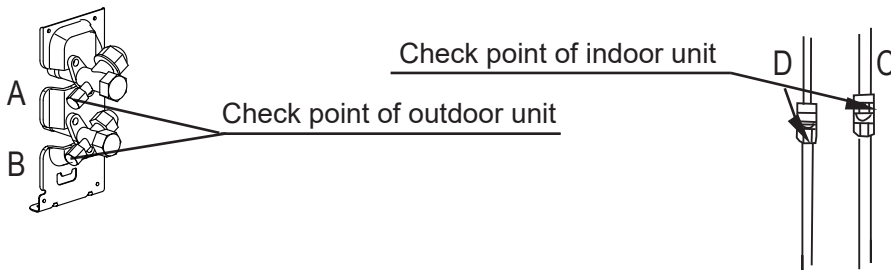 Check point of indoor unit
D
C
A
Check point of outdoor unit
B